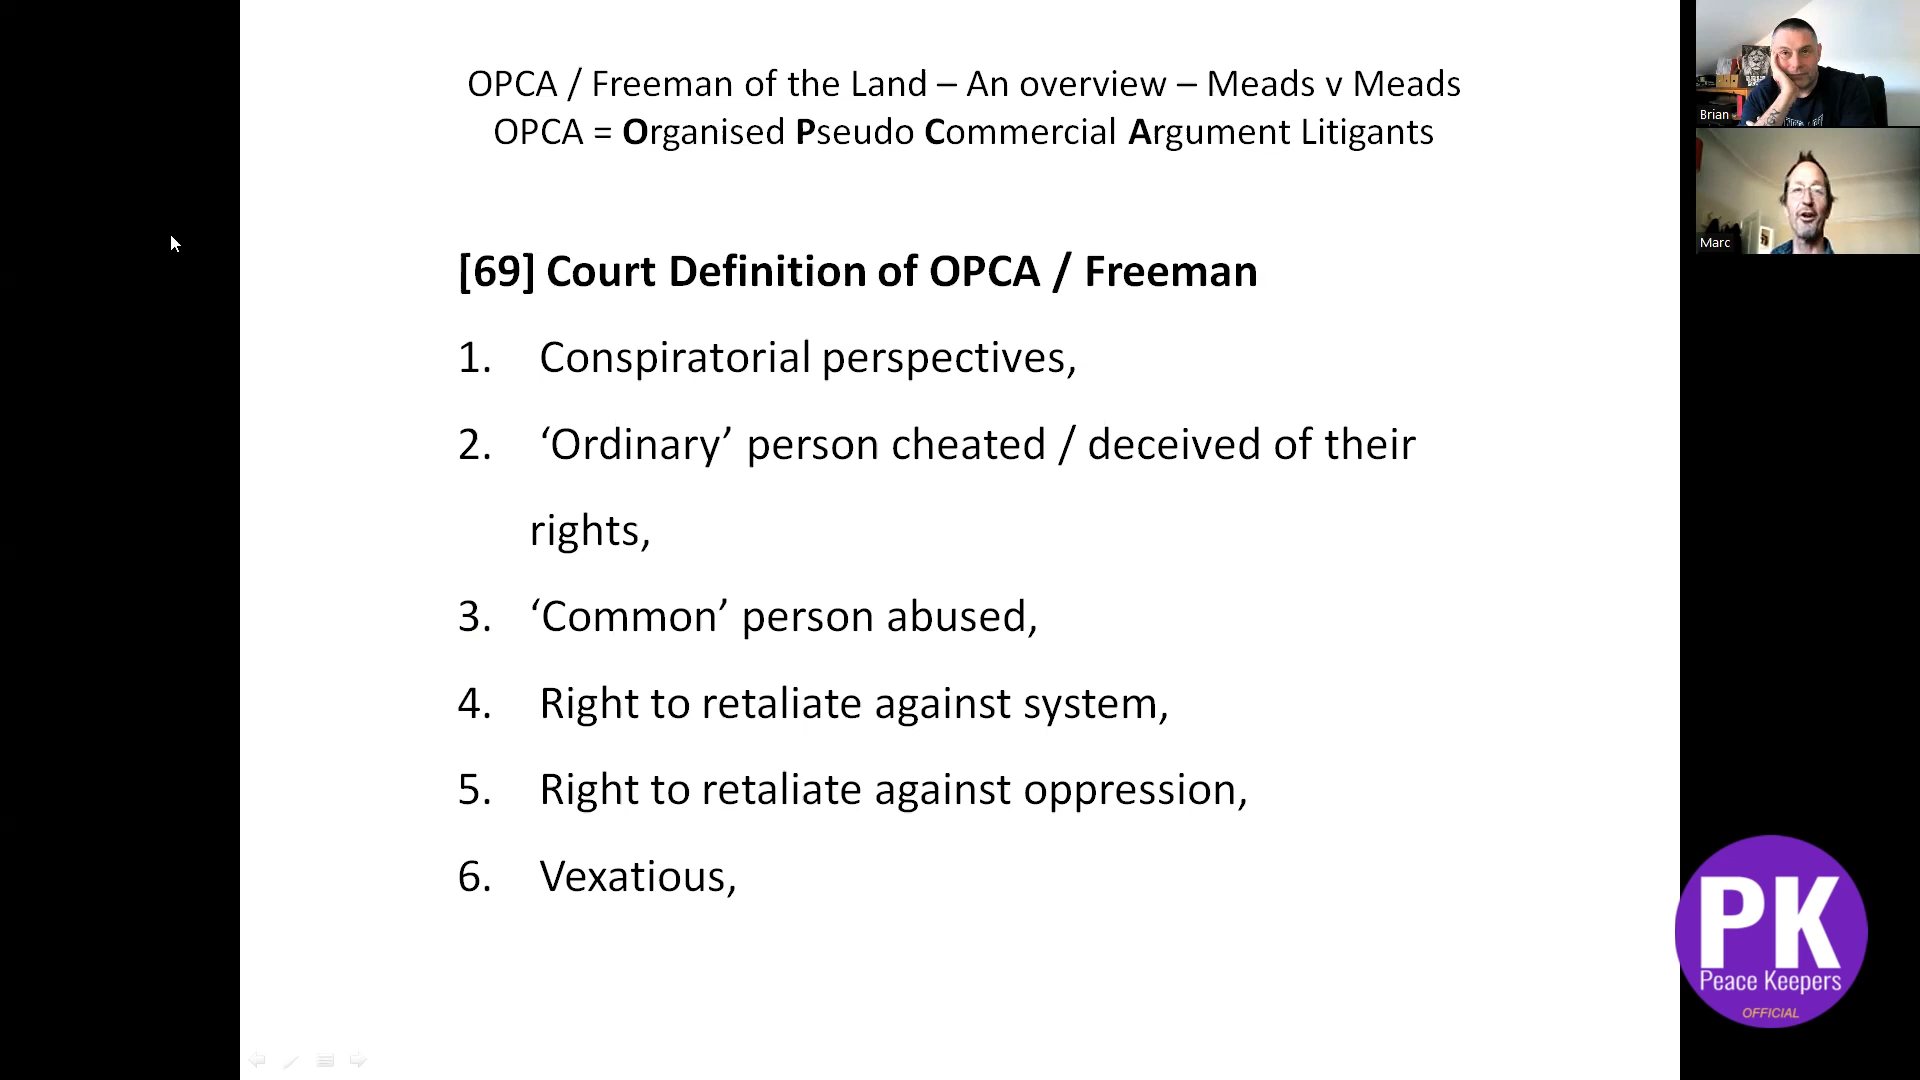 OPCA / Freeman of the Land – An overview – Meads v Meads
OPCA = Organised Pseudo Commercial Argument Litigants
[69] Court Definition of OPCA / Freeman
1. Conspiratorial perspectives,
2. ‘Ordinary’ person cheated / deceived of their
rights,
3. ‘Common’ person abused,
4. Right to retaliate against system,
5. Right to retaliate against oppression,
6. Vexatious,
Brian
Marc
PK
Peace Keepers
OFFICIAL